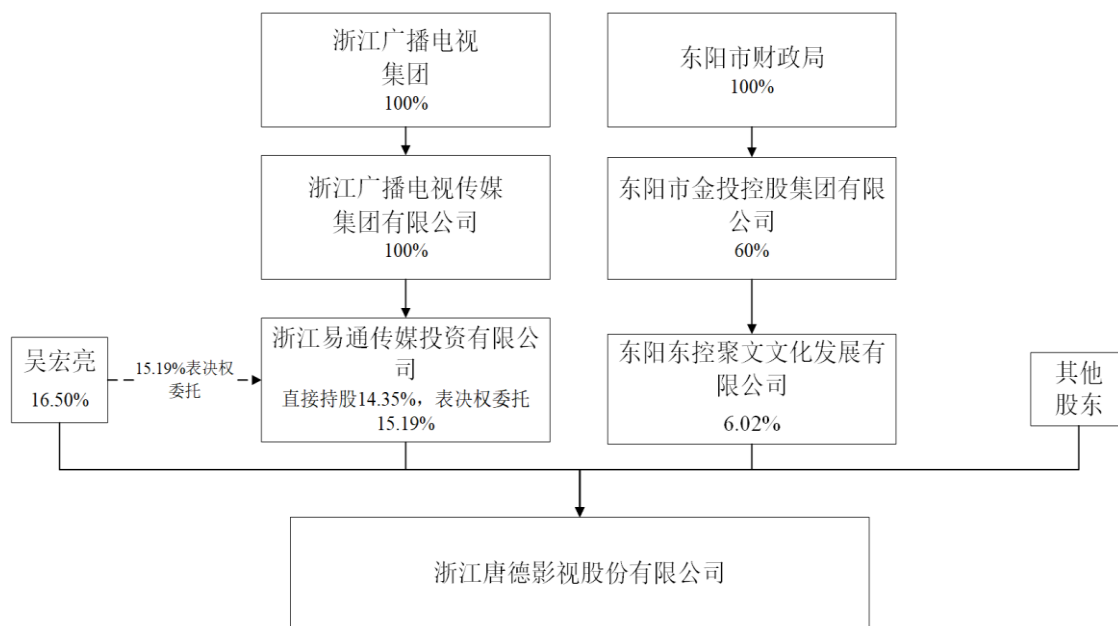 浙江广播电视
集团
100%
东阳市财政局
100%
浙江广播电视传媒
集团有限公司
100%
东阳市金投控股集团有限
公司
60%
吴宏亮
16.50%
15.19%表决权
委托
浙江易通传媒投资有限公
司
直接持股14.35%，表决权委托
15.19%
东阳东控聚文文化发展有
限公司
6.02%
其他
股东
浙江唐德影视股份有限公司